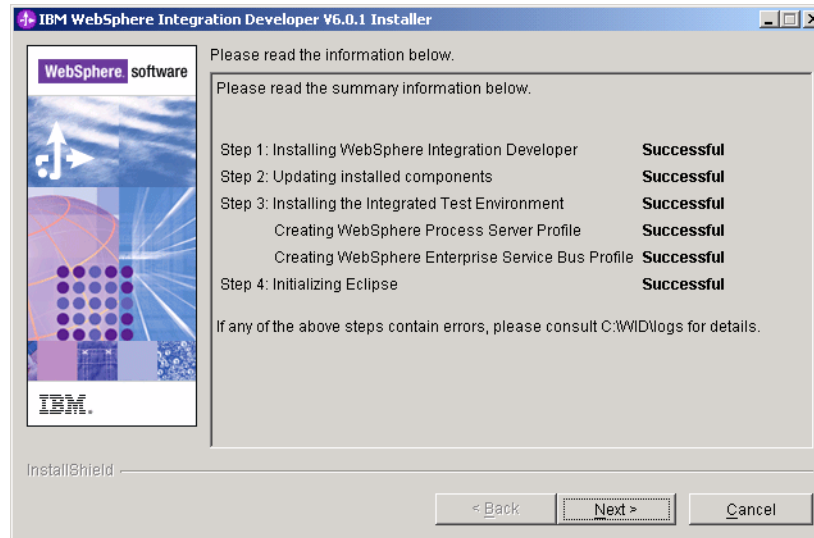 IBM WebSphere Integration Developer V6.0.1 Installer
WebSphere. software
Please read the information below.
Please read the summary information below.
Step 1: Installing WebSphere Integration Developer Successful
Step 2: Updating installed components Successful
Step 3: Installing the Integrated Test Environment Successful
Creating WebSphere Process Server Profile Successful
Creating WebSphere Enterprise Service Bus Profile Successful
Step 4: Initializing Eclipse Successful
If any of the above steps contain errors, please consult C:\WID\logs for details.
IBM.
InstallShield
< Back Next > Cancel